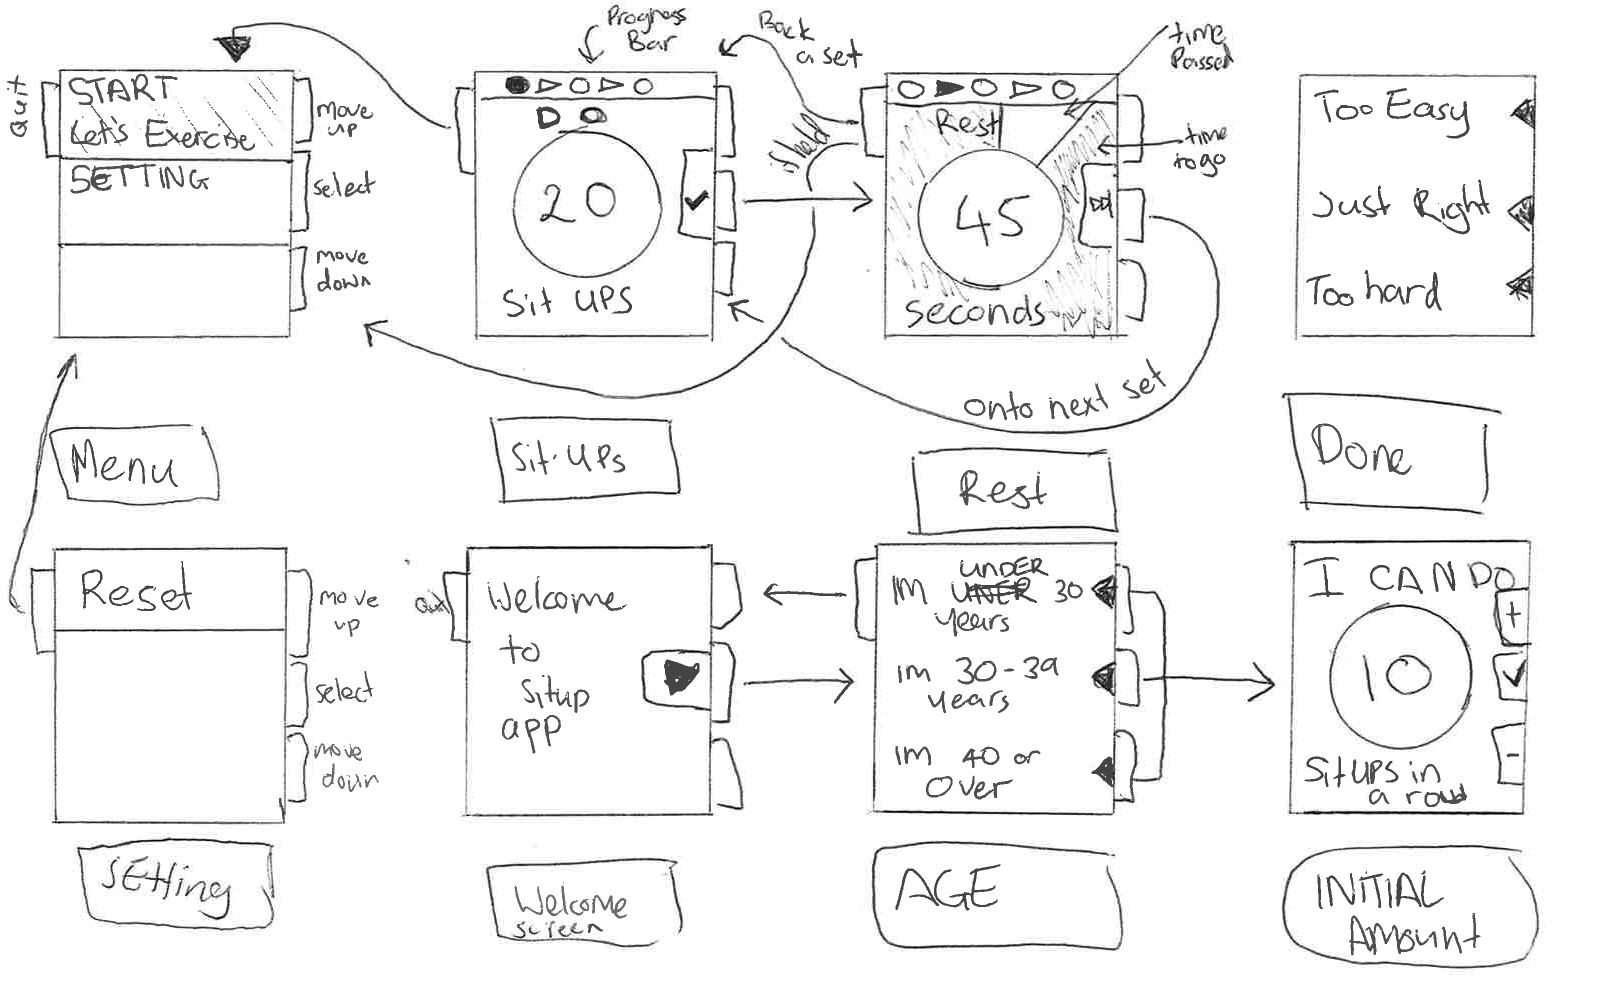 Quit
START
Let's Exercise
SETTING
move
up
select
move
down
Menu
Progress
Bar
20
Sit UPS
Sit-UPs
Back
a set
if held
Rest
45
seconds
time
Passed
time
to go
onto next set
Rest
Too Easy
Just Right
Too hard
Done
Reset
move
up
select
move
down
SEtting
Quit
Welcome
to
Situp
app
Welcome
screen
UNDER
IM UNER 30
years
im 30-39
years
IM 40 or
Over
AGE
I CAN DO
+
10
-
SitUPS in
a row
INITIAL
AMOUNT